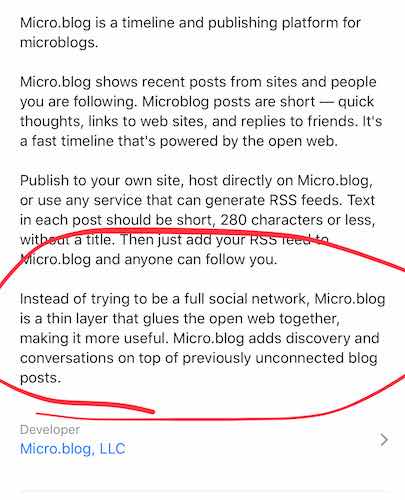 Micro.blog is a timeline and publishing platform for
microblogs.
Micro.blog shows recent posts from sites and people
you are following. Microblog posts are short — quick
thoughts, links to web sites, and replies to friends. It's
a fast timeline that's powered by the open web.
Publish to your own site, host directly on Micro.blog,
or use any service that can generate RSS feeds. Text
in each post should be short, 280 characters or less,
without a title. Then just add your RSS feed to
Micro.blog and anyone can follow you.
Instead of trying to be a full social network, Micro.blog
is a thin layer that glues the open web together,
making it more useful. Micro.blog adds discovery and
conversations on top of previously unconnected blog
posts.
Developer
Micro.blog, LLC